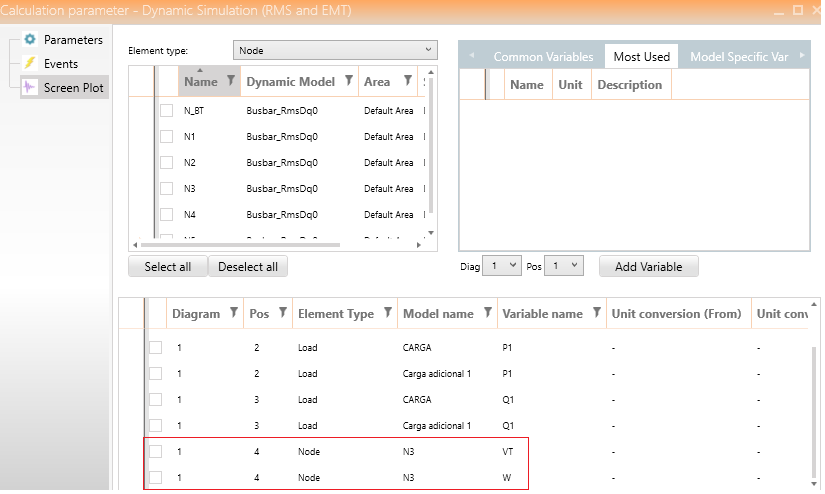 Calculation parameter - Dynamic Simulation (RMS and EMT)
Parameters
Events
Screen Plot
Element type: Node
Name Dynamic Model Area
N_BT Busbar_RmsDq0 Default Area
N1 Busbar_RmsDq0 Default Area
N2 Busbar_RmsDq0 Default Area
N3 Busbar_RmsDq0 Default Area
N4 Busbar_RmsDq0 Default Area
Select all Deselect all
Common Variables Most Used Model Specific Var
Name Unit Description
Diag 1 Pos 1 Add Variable
Diagram Pos Element Type Model name Variable name Unit conversion (From) Unit conv
1 2 Load CARGA P1 - -
1 2 Load Carga adicional 1 P1 - -
1 3 Load CARGA Q1 - -
1 3 Load Carga adicional 1 Q1 - -
1 4 Node N3 VT - -
1 4 Node N3 W - -